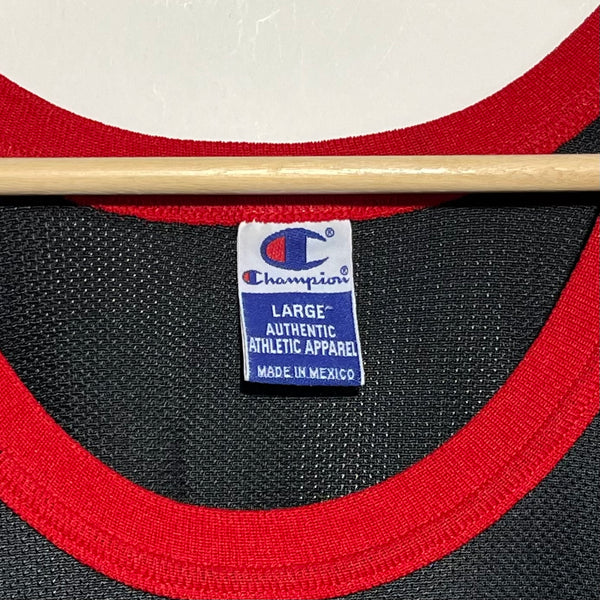 Champion®
LARGE
AUTHENTIC
ATHLETIC APPAREL
MADE IN MEXICO